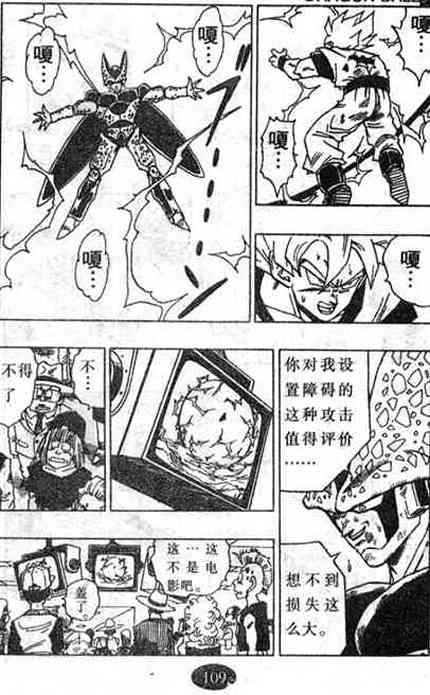 DRAGON BALL
嗄
…
嗄
…
嗄
…
嗄
…
嗄
…
嗄
…
你对我设
置障碍的
这种攻击
值得评价
……
想不到
损失这
么大。
不
…
不得
了
这…这
不是电
影吧。
盖
了
109